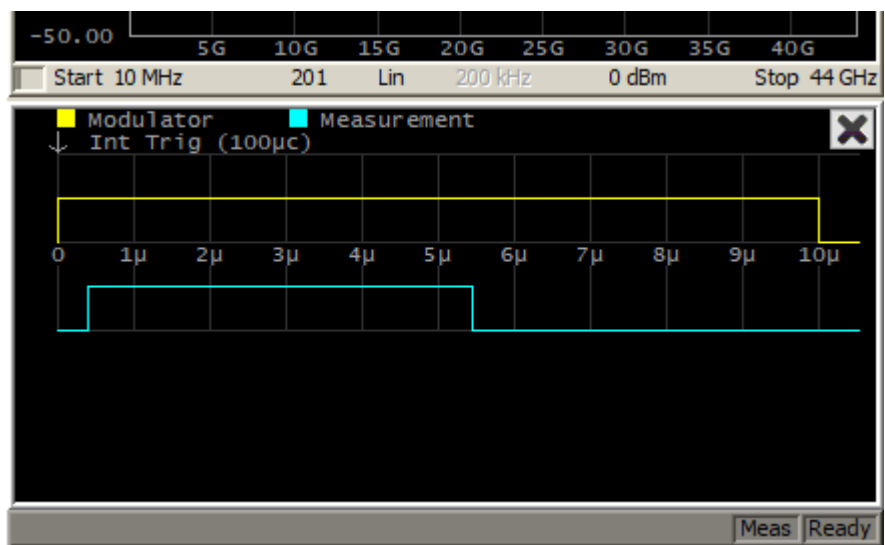 -50.00
5G 10G 15G 20G 25G 30G 35G 40G
Start 10 MHz 201 Lin 200 kHz 0 dBm Stop 44 GHz
Modulator Measurement
Int Trig (100µc)
0 1µ 2µ 3µ 4µ 5µ 6µ 7µ 8µ 9µ 10µ
Meas Ready